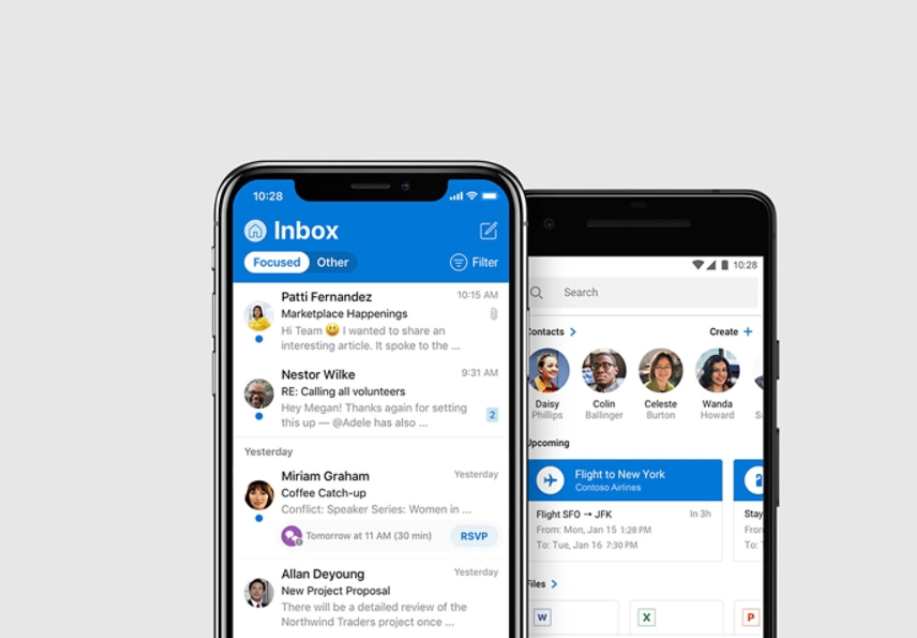 10:28
Inbox
Focused Other Filter
Patti Fernandez 10:15 AM
Marketplace Happenings
Hi Team 😃 I wanted to share an
interesting article. It spoke to the ...
Nestor Wilke 9:31 AM
RE: Calling all volunteers
Hey Megan! Thanks again for setting
this up — @Adele has also ... 2
Yesterday
Miriam Graham Yesterday
Coffee Catch-up
Conflict: Speaker Series: Women in ...
Tomorrow at 11 AM (30 min) RSVP
Allan Deyoung Yesterday
New Project Proposal
There will be a detailed review of the
Northwind Traders project once ...
10:28
Search
Contacts > Create +
Daisy Colin Celeste Wanda
Phillips Ballinger Burton Howard
Upcoming
Flight to New York
Contoso Airlines
Flight SFO → JFK In 3h Stay
From: Mon, Jan 15 1:28 PM
To: Tue, Jan 16 7:30 PM
Files >
W X P